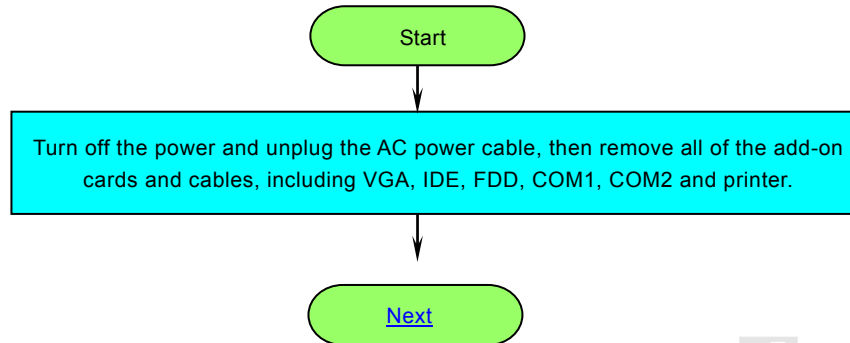 Start
Turn off the power and unplug the AC power cable, then remove all of the add-on
cards and cables, including VGA, IDE, FDD, COM1, COM2 and printer.
Next